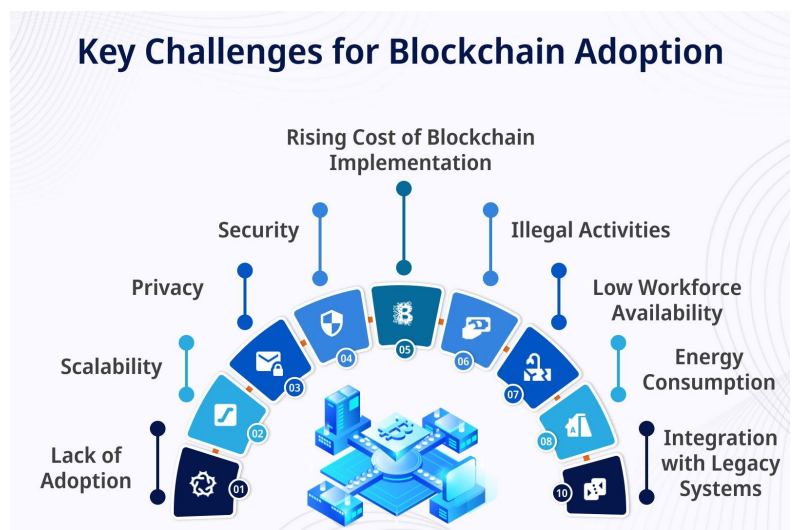 Key Challenges for Blockchain Adoption
Rising Cost of Blockchain
Implementation
Security
Illegal Activities
Privacy
Low Workforce
Availability
Scalability
Energy
Consumption
Lack of
Adoption
Integration
with Legacy
Systems
01
02
03
04
05
06
07
08
10